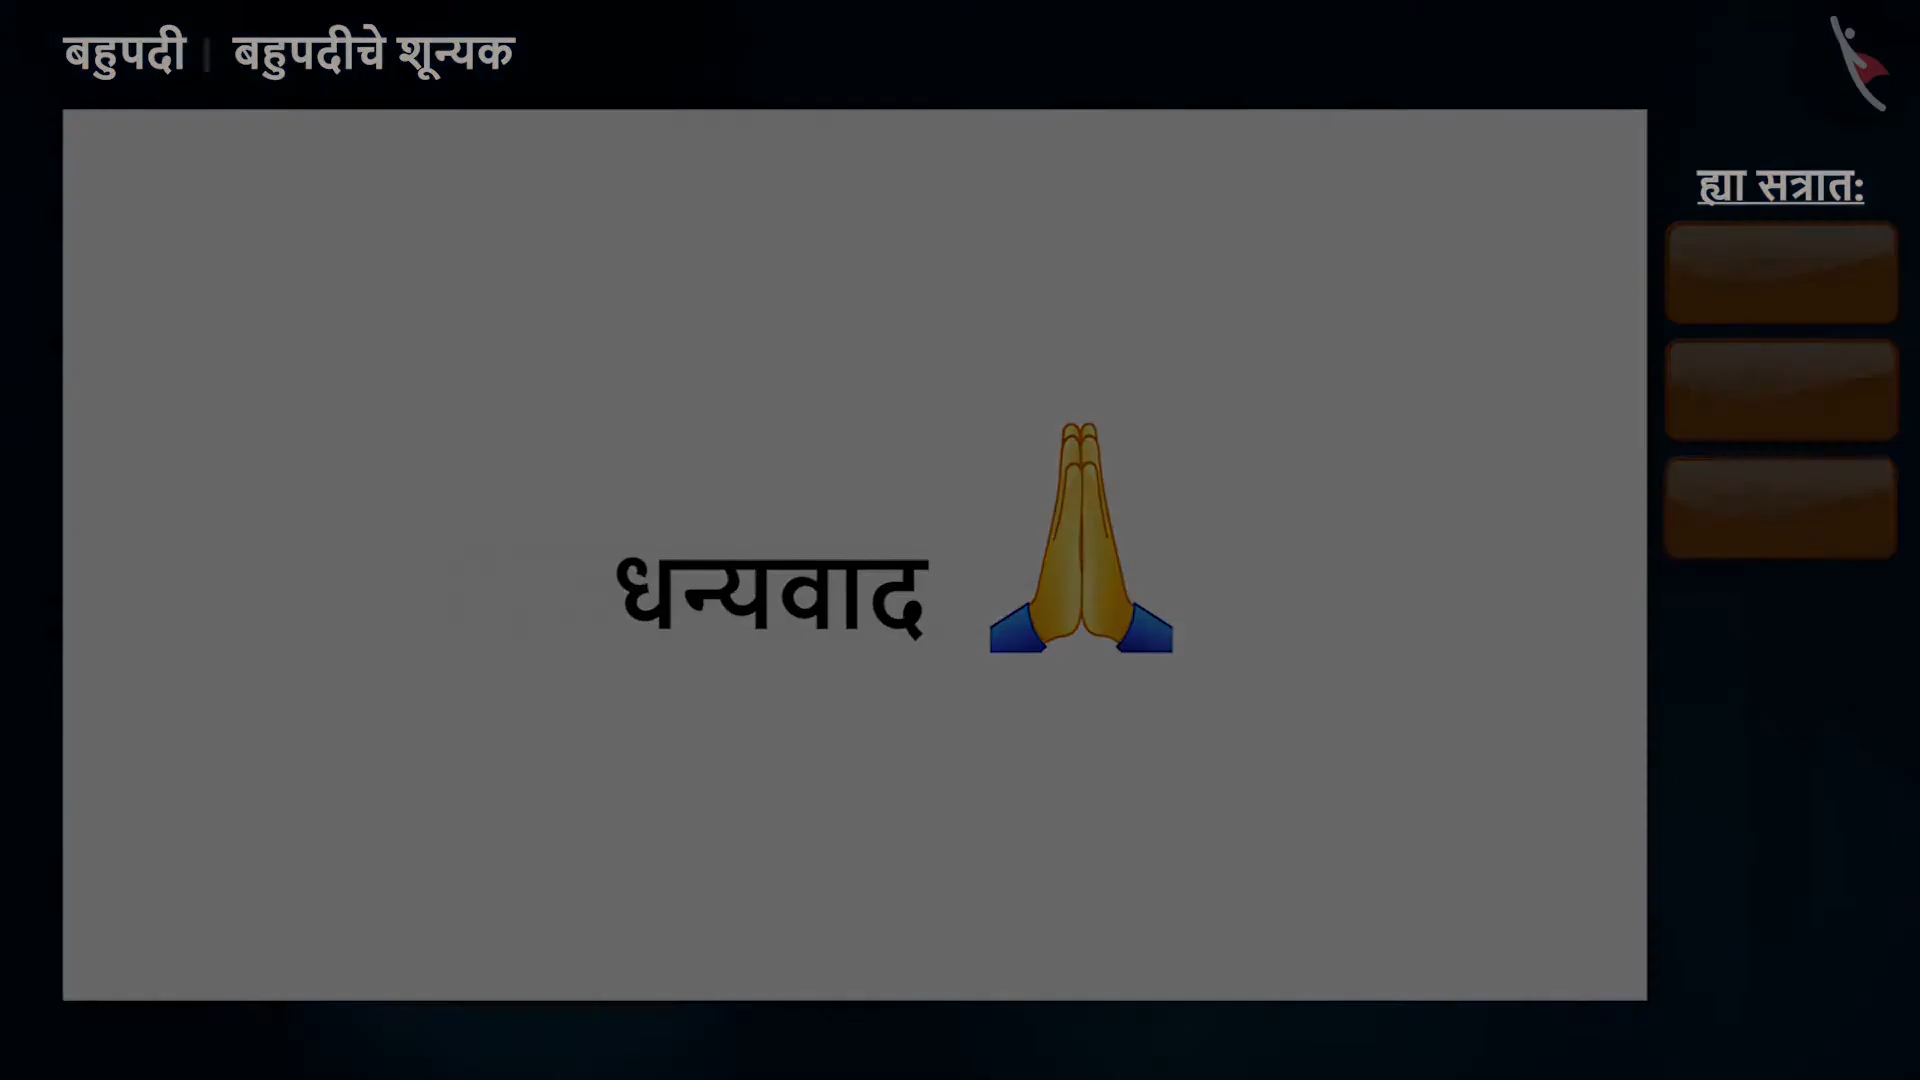 बहुपदी | बहुपदीचे शून्यक
ह्या सत्रात:
धन्यवाद